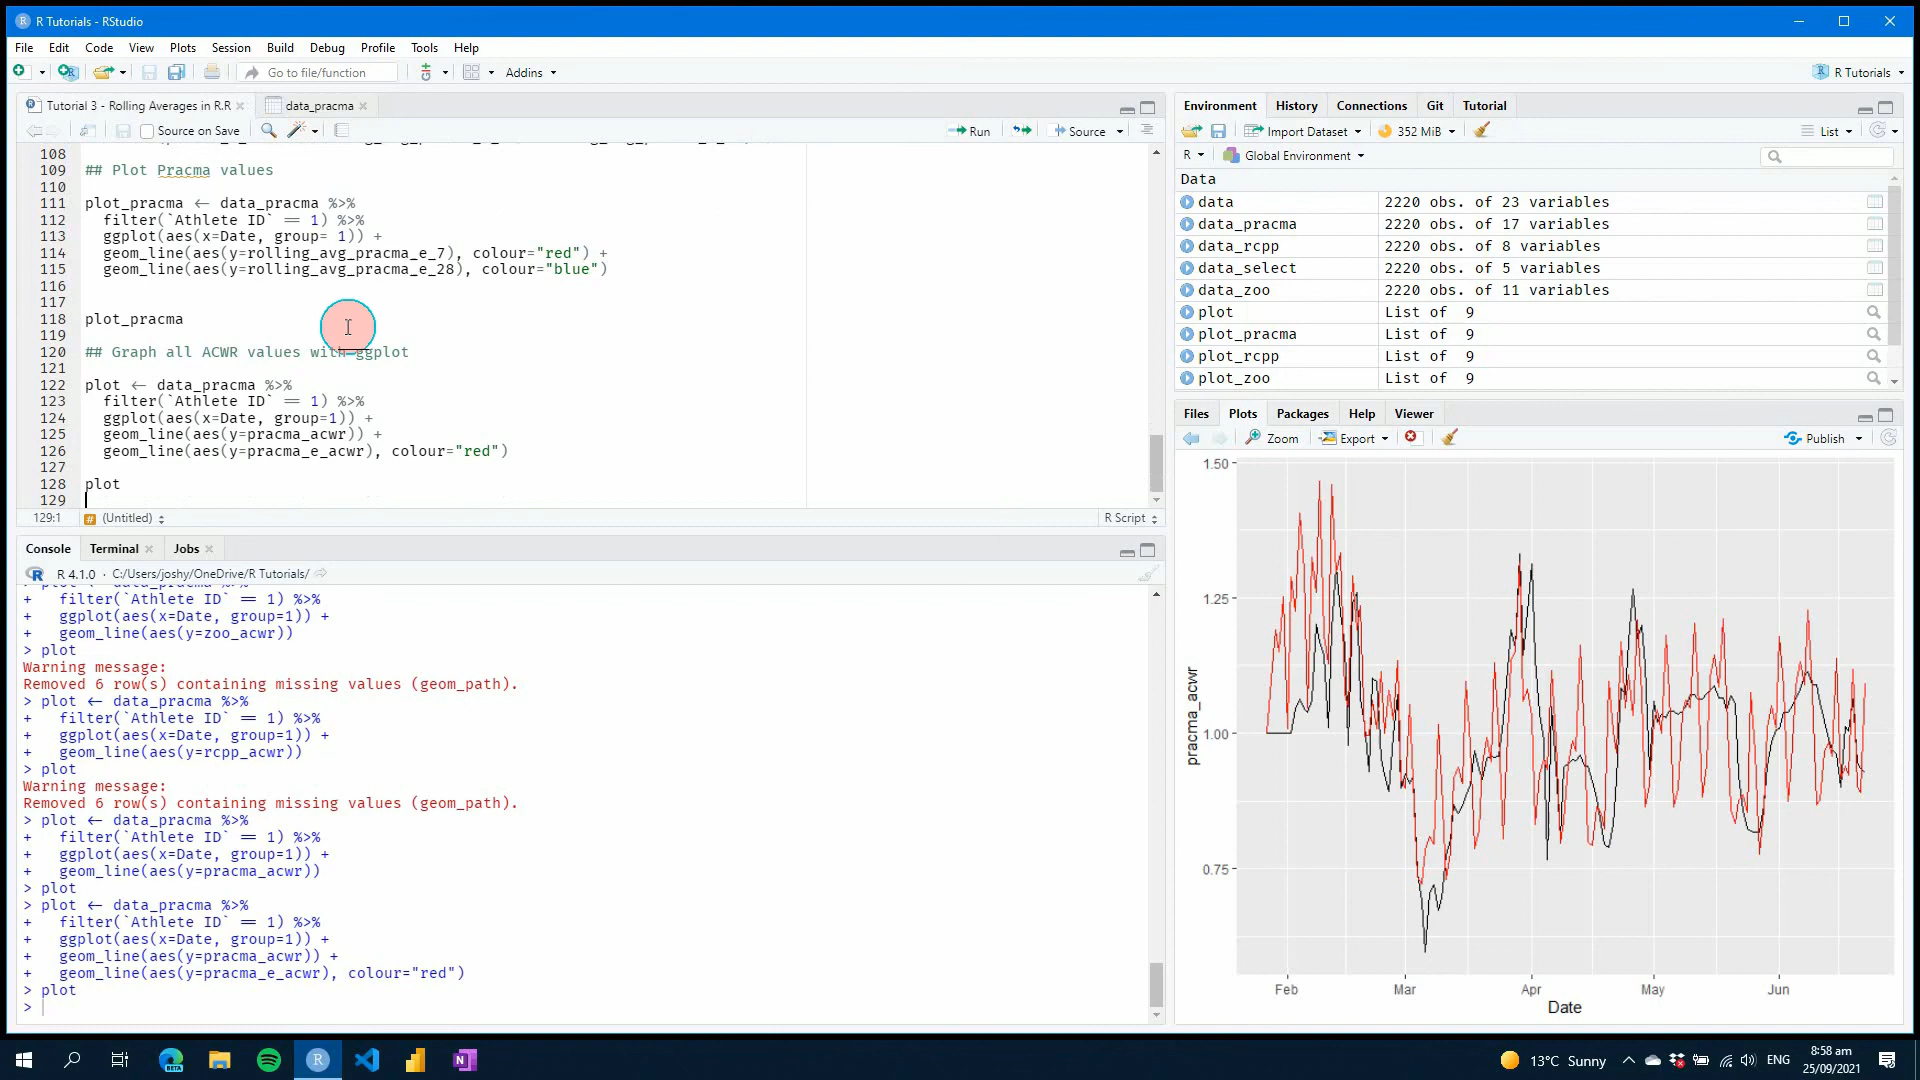 R Tutorials - RStudio
File Edit Code View Plots Session Build Debug Profile Tools Help
Go to file/function Addins R Tutorials
Tutorial 3 - Rolling Averages in R.R data_pracma
Source on Save Run Source
108
109 ## Plot Pracma values
110
111 plot_pracma <- data_pracma %>%
112 filter(`Athlete ID` == 1) %>%
113 ggplot(aes(x=Date, group= 1)) +
114 geom_line(aes(y=rolling_avg_pracma_e_7), colour="red") +
115 geom_line(aes(y=rolling_avg_pracma_e_28), colour="blue")
116
117
118 plot_pracma
119
120 ## Graph all ACWR values with ggplot
121
122 plot <- data_pracma %>%
123 filter(`Athlete ID` == 1) %>%
124 ggplot(aes(x=Date, group=1)) +
125 geom_line(aes(y=pracma_acwr)) +
126 geom_line(aes(y=pracma_e_acwr), colour="red")
127
128 plot
129
129:1 (Untitled) R Script
Console Terminal Jobs
R 4.1.0 · C:/Users/joshy/OneDrive/R Tutorials/
> plot <- data_pracma %>%
+ filter(`Athlete ID` == 1) %>%
+ ggplot(aes(x=Date, group=1)) +
+ geom_line(aes(y=zoo_acwr))
> plot
Warning message:
Removed 6 row(s) containing missing values (geom_path).
> plot <- data_pracma %>%
+ filter(`Athlete ID` == 1) %>%
+ ggplot(aes(x=Date, group=1)) +
+ geom_line(aes(y=rcpp_acwr))
> plot
Warning message:
Removed 6 row(s) containing missing values (geom_path).
> plot <- data_pracma %>%
+ filter(`Athlete ID` == 1) %>%
+ ggplot(aes(x=Date, group=1)) +
+ geom_line(aes(y=pracma_acwr))
> plot
> plot <- data_pracma %>%
+ filter(`Athlete ID` == 1) %>%
+ ggplot(aes(x=Date, group=1)) +
+ geom_line(aes(y=pracma_acwr)) +
+ geom_line(aes(y=pracma_e_acwr), colour="red")
> plot
>
Environment History Connections Git Tutorial
Import Dataset 352 MiB List
R Global Environment
Data
data 2220 obs. of 23 variables
data_pracma 2220 obs. of 17 variables
data_rcpp 2220 obs. of 8 variables
data_select 2220 obs. of 5 variables
data_zoo 2220 obs. of 11 variables
plot List of 9
plot_pracma List of 9
plot_rcpp List of 9
plot_zoo List of 9
Files Plots Packages Help Viewer
Zoom Export Publish
1.50
1.25
1.00
0.75
pracma_acwr
Feb Mar Apr May Jun
Date
BETA
13°C Sunny ENG 8:58 am
25/09/2021